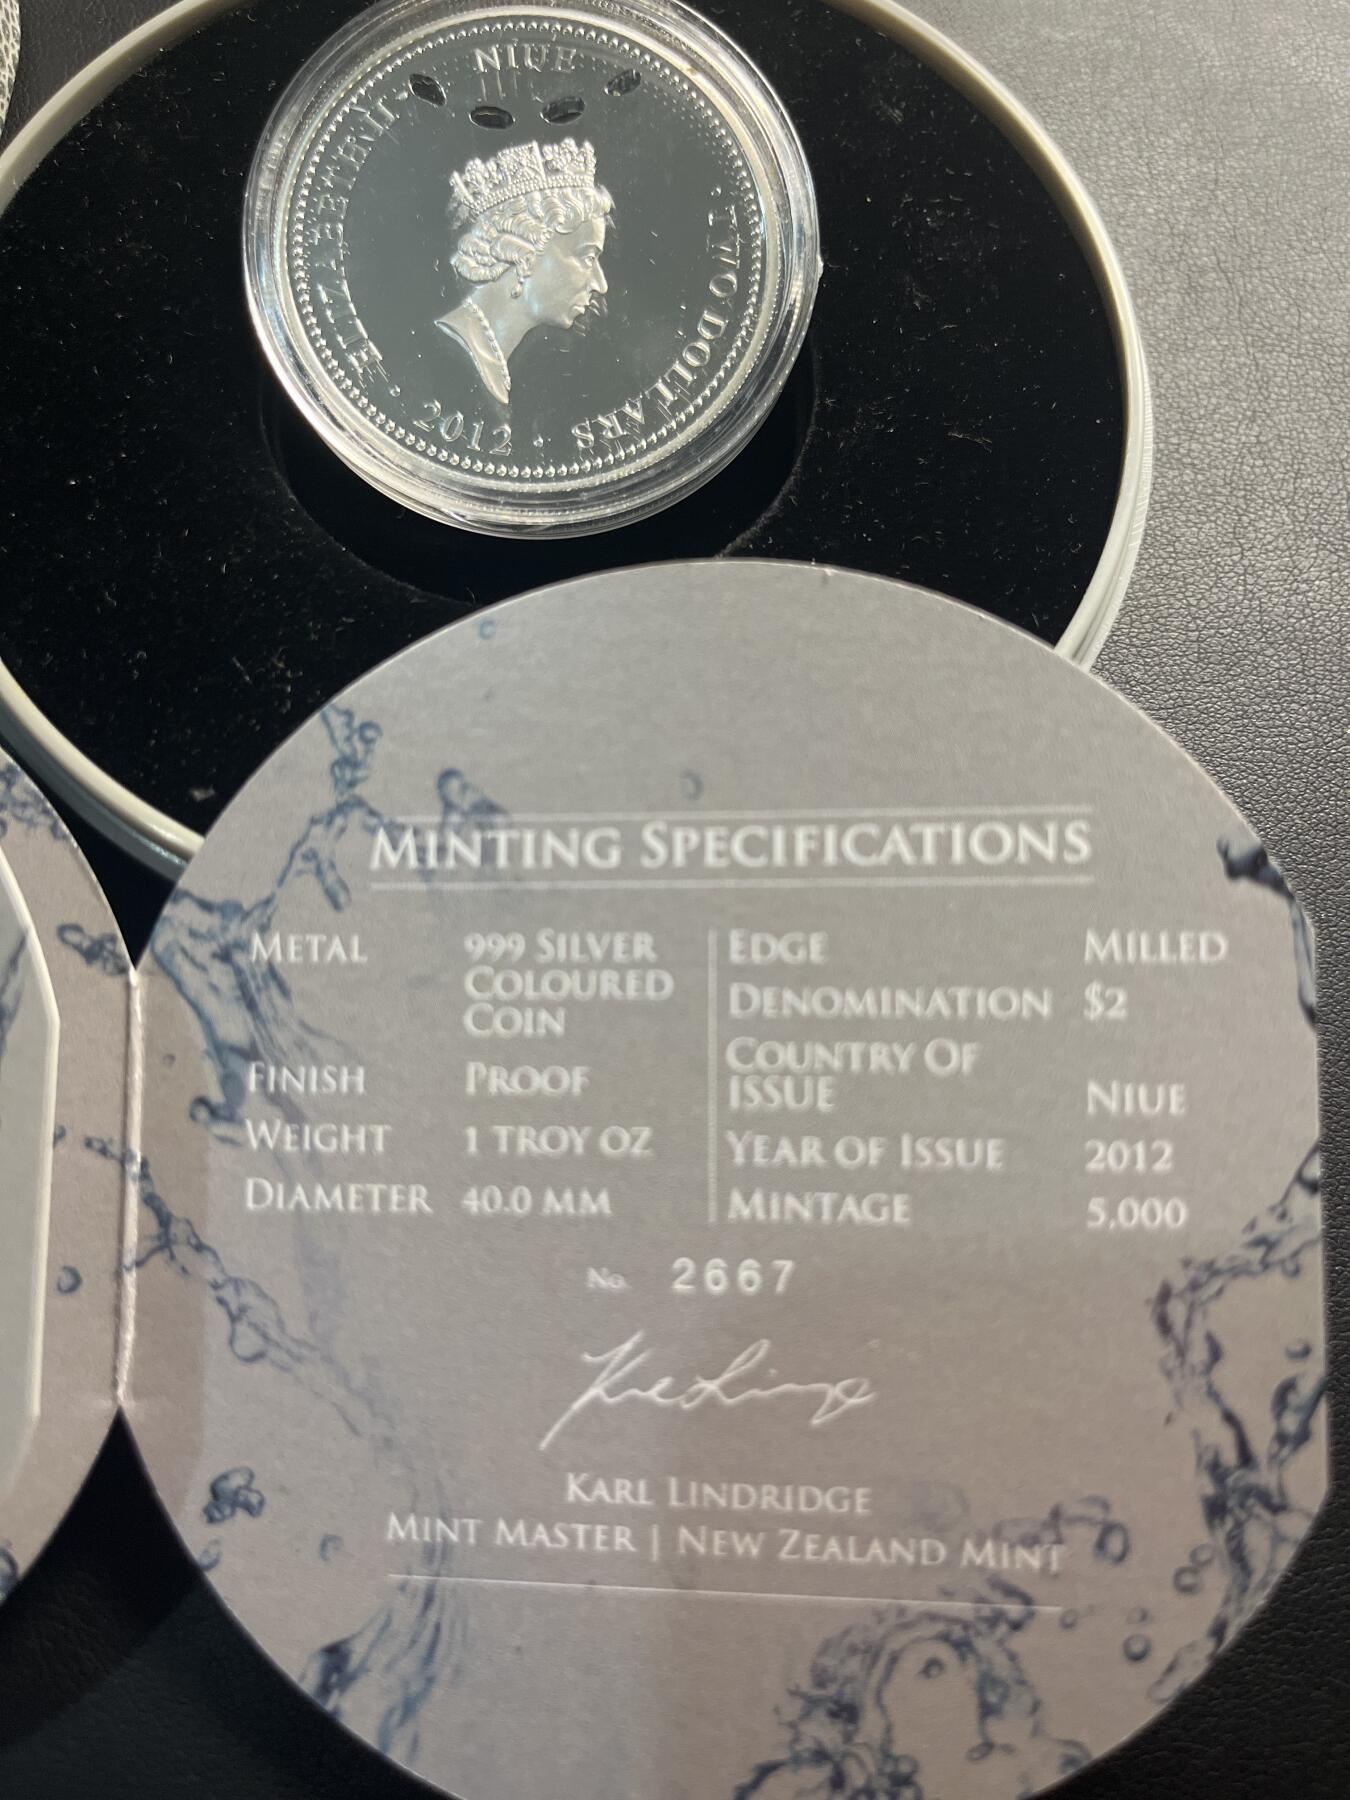 NIUE
ELIZABETH II
TWO DOLLARS
2012
MINTING SPECIFICATIONS
METAL 999 SILVER
COLOURED
COIN
FINISH PROOF
WEIGHT 1 TROY OZ
DIAMETER 40.0 MM
EDGE MILLED
DENOMINATION $2
COUNTRY OF
ISSUE NIUE
YEAR OF ISSUE 2012
MINTAGE 5,000
No. 2667
KARL LINDRIDGE
MINT MASTER | NEW ZEALAND MINT